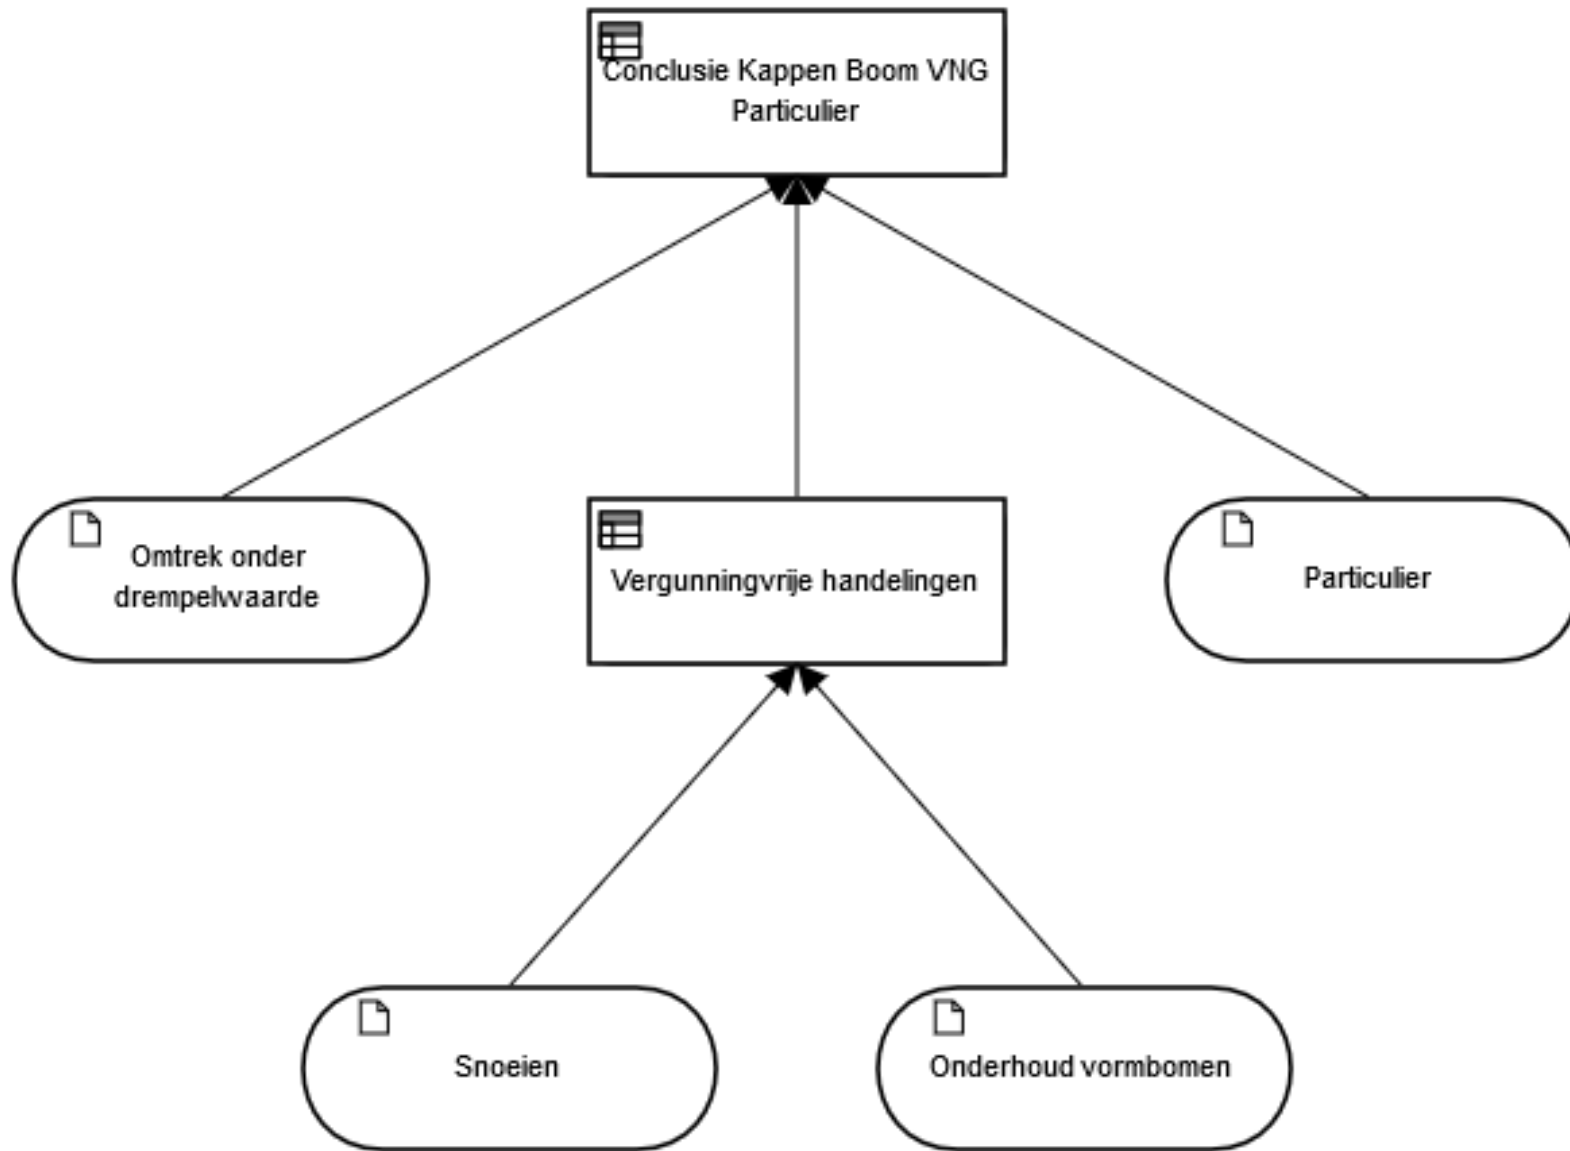 Conclusie Kappen Boom VNG
Particulier
Omtrek onder
drempelwaarde
Vergunningvrije handelingen
Particulier
Snoeien
Onderhoud vormbomen